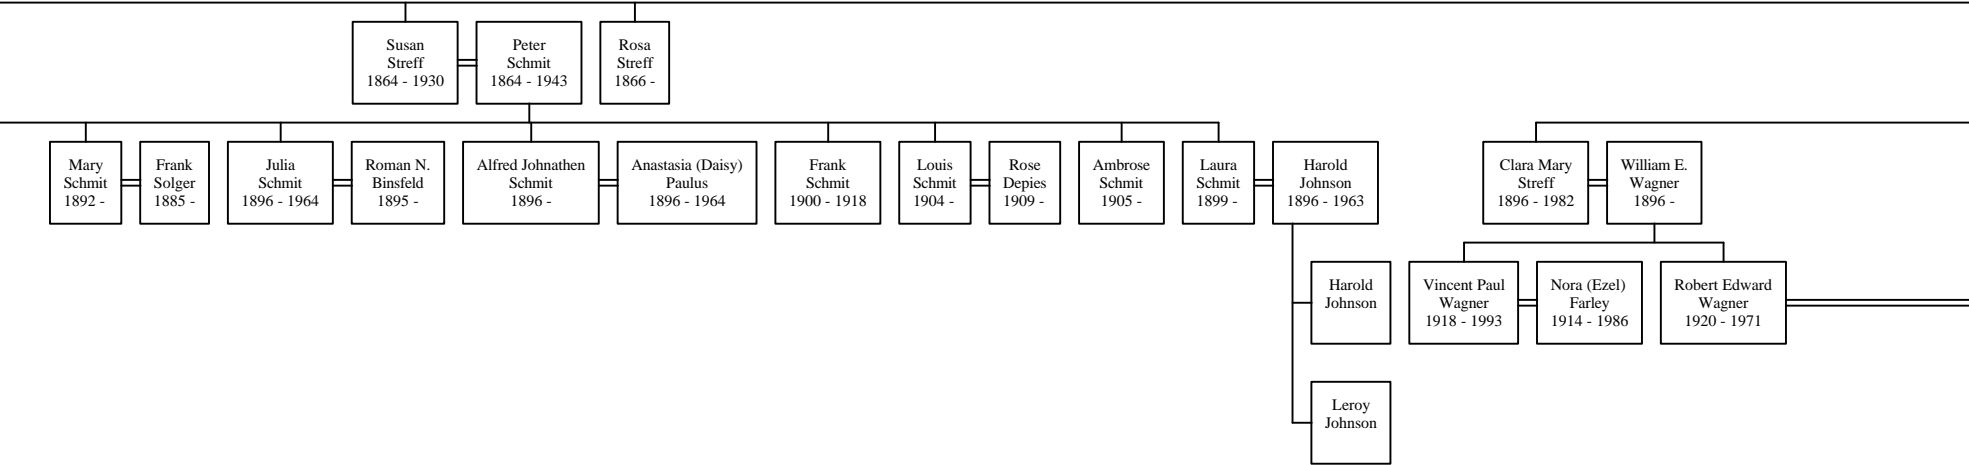 Susan
Streff
1864 - 1930
Peter
Schmit
1864 - 1943
Rosa
Streff
1866 -
Mary
Schmit
1892 -
Frank
Solger
1885 -
Julia
Schmit
1896 - 1964
Roman N.
Binsfeld
1895 -
Alfred Johnathen
Schmit
1896 -
Anastasia (Daisy)
Paulus
1896 - 1964
Frank
Schmit
1900 - 1918
Louis
Schmit
1904 -
Rose
Depies
1909 -
Ambrose
Schmit
1905 -
Laura
Schmit
1899 -
Harold
Johnson
1896 - 1963
Clara Mary
Streff
1896 - 1982
William E.
Wagner
1896 -
Harold
Johnson
Vincent Paul
Wagner
1918 - 1993
Nora (Ezel)
Farley
1914 - 1986
Robert Edward
Wagner
1920 - 1971
Leroy
Johnson